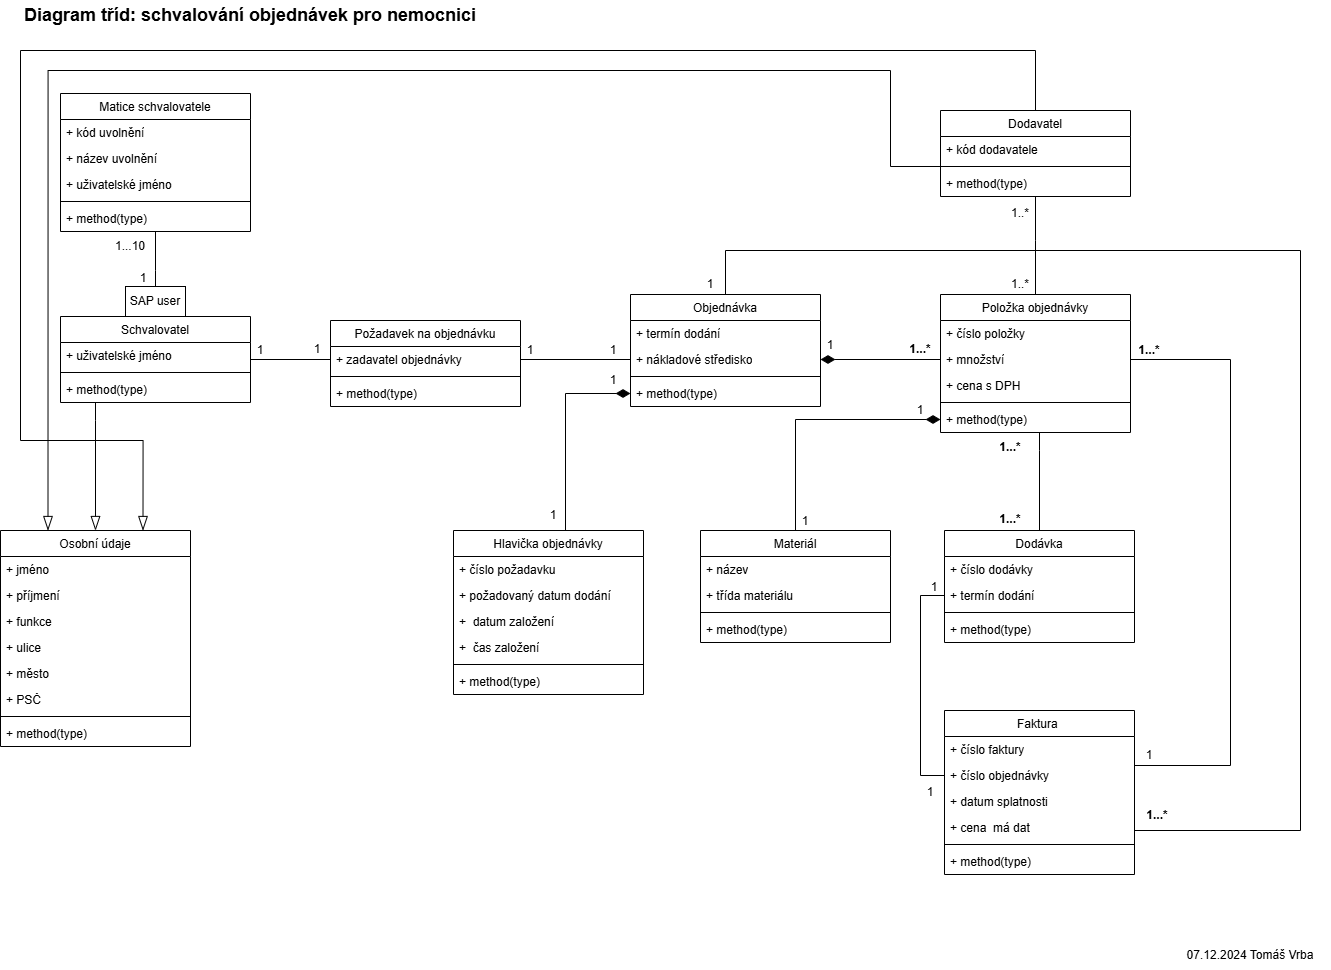 Diagram tříd: schvalování objednávek pro nemocnici
Matice schvalovatele
+ kód uvolnění
+ název uvolnění
+ uživatelské jméno
+ method(type)
1...10
1
SAP user
Schvalovatel
+ uživatelské jméno
+ method(type)
1
1
Požadavek na objednávku
+ zadavatel objednávky
+ method(type)
1
1
1
Objednávka
+ termín dodání
+ nákladové středisko
+ method(type)
1
1
1...*
Dodavatel
+ kód dodavatele
+ method(type)
1..*
1..*
Položka objednávky
+ číslo položky
+ množství
+ cena s DPH
+ method(type)
1...*
1
1...*
1...*
Osobní údaje
+ jméno
+ příjmení
+ funkce
+ ulice
+ město
+ PSČ
+ method(type)
1
Hlavička objednávky
+ číslo požadavku
+ požadovaný datum dodání
+  datum založení
+  čas založení
+ method(type)
1
Materiál
+ název
+ třída materiálu
+ method(type)
Dodávka
+ číslo dodávky
+ termín dodání
+ method(type)
1
1
Faktura
+ číslo faktury
+ číslo objednávky
+ datum splatnosti
+ cena  má dat
+ method(type)
1
1...*
07.12.2024 Tomáš Vrba